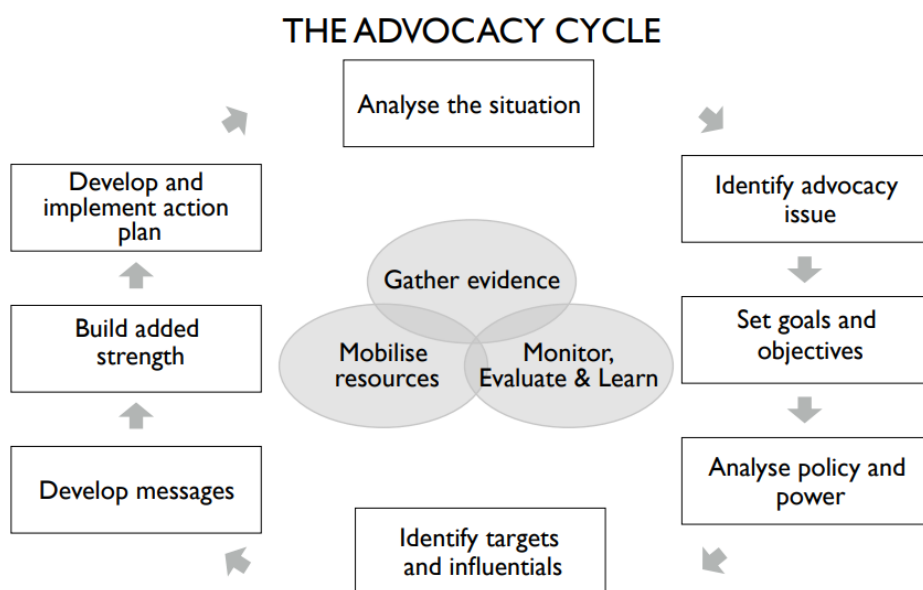 THE ADVOCACY CYCLE
Analyse the situation
Identify advocacy
issue
Set goals and
objectives
Analyse policy and
power
Identify targets
and influentials
Develop messages
Build added
strength
Develop and
implement action
plan
Gather evidence
Mobilise
resources
Monitor,
Evaluate & Learn